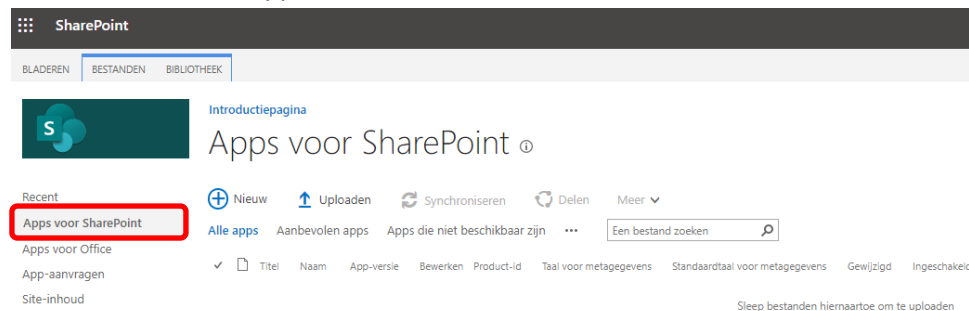 SharePoint
BLADEREN BESTANDEN BIBLIOTHEEK
S
Introductiepagina
Apps voor SharePoint
Recent
Apps voor SharePoint
Apps voor Office
App-aanvragen
Site-inhoud
Nieuw Uploaden Synchroniseren Delen Meer
Alle apps Aanbevolen apps Apps die niet beschikbaar zijn ••• Een bestand zoeken
Titel Naam App-versie Bewerken Product-id Taal voor metagegevens Standaardtaal voor metagegevens Gewijzigd Ingeschakeld
Sleep bestanden hiernaartoe om te uploaden